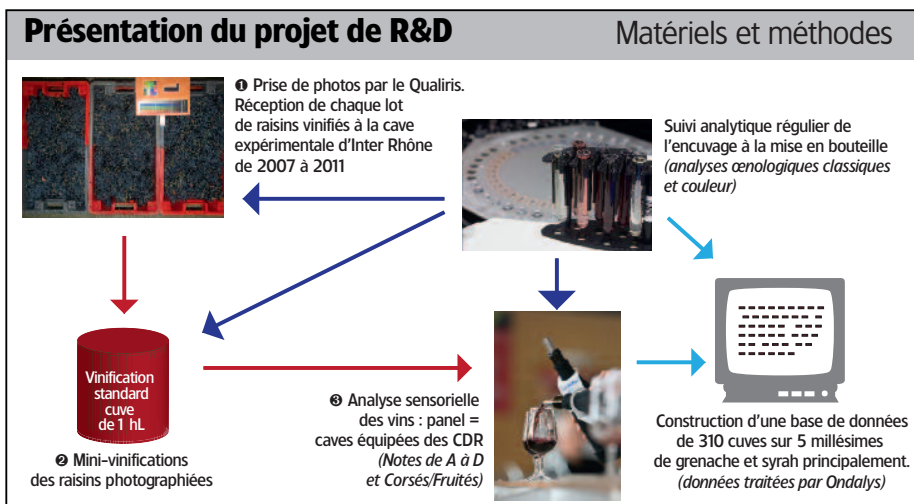 Présentation du projet de R&D
Matériels et méthodes
❶ Prise de photos par le Qualiris.
Réception de chaque lot
de raisins vinifiés à la cave
expérimentale d'Inter Rhône
de 2007 à 2011
Suivi analytique régulier de
l'encuvage à la mise en bouteille
(analyses œnologiques classiques
et couleur)
Vinification
standard
cuve
de 1 hL
❷ Mini-vinifications
des raisins photographiées
❸ Analyse sensorielle
des vins : panel =
caves équipées des CDR
(Notes de A à D
et Corsés/Fruités)
Construction d'une base de données
de 310 cuves sur 5 millésimes
de grenache et syrah principalement.
(données traitées par Ondalys)